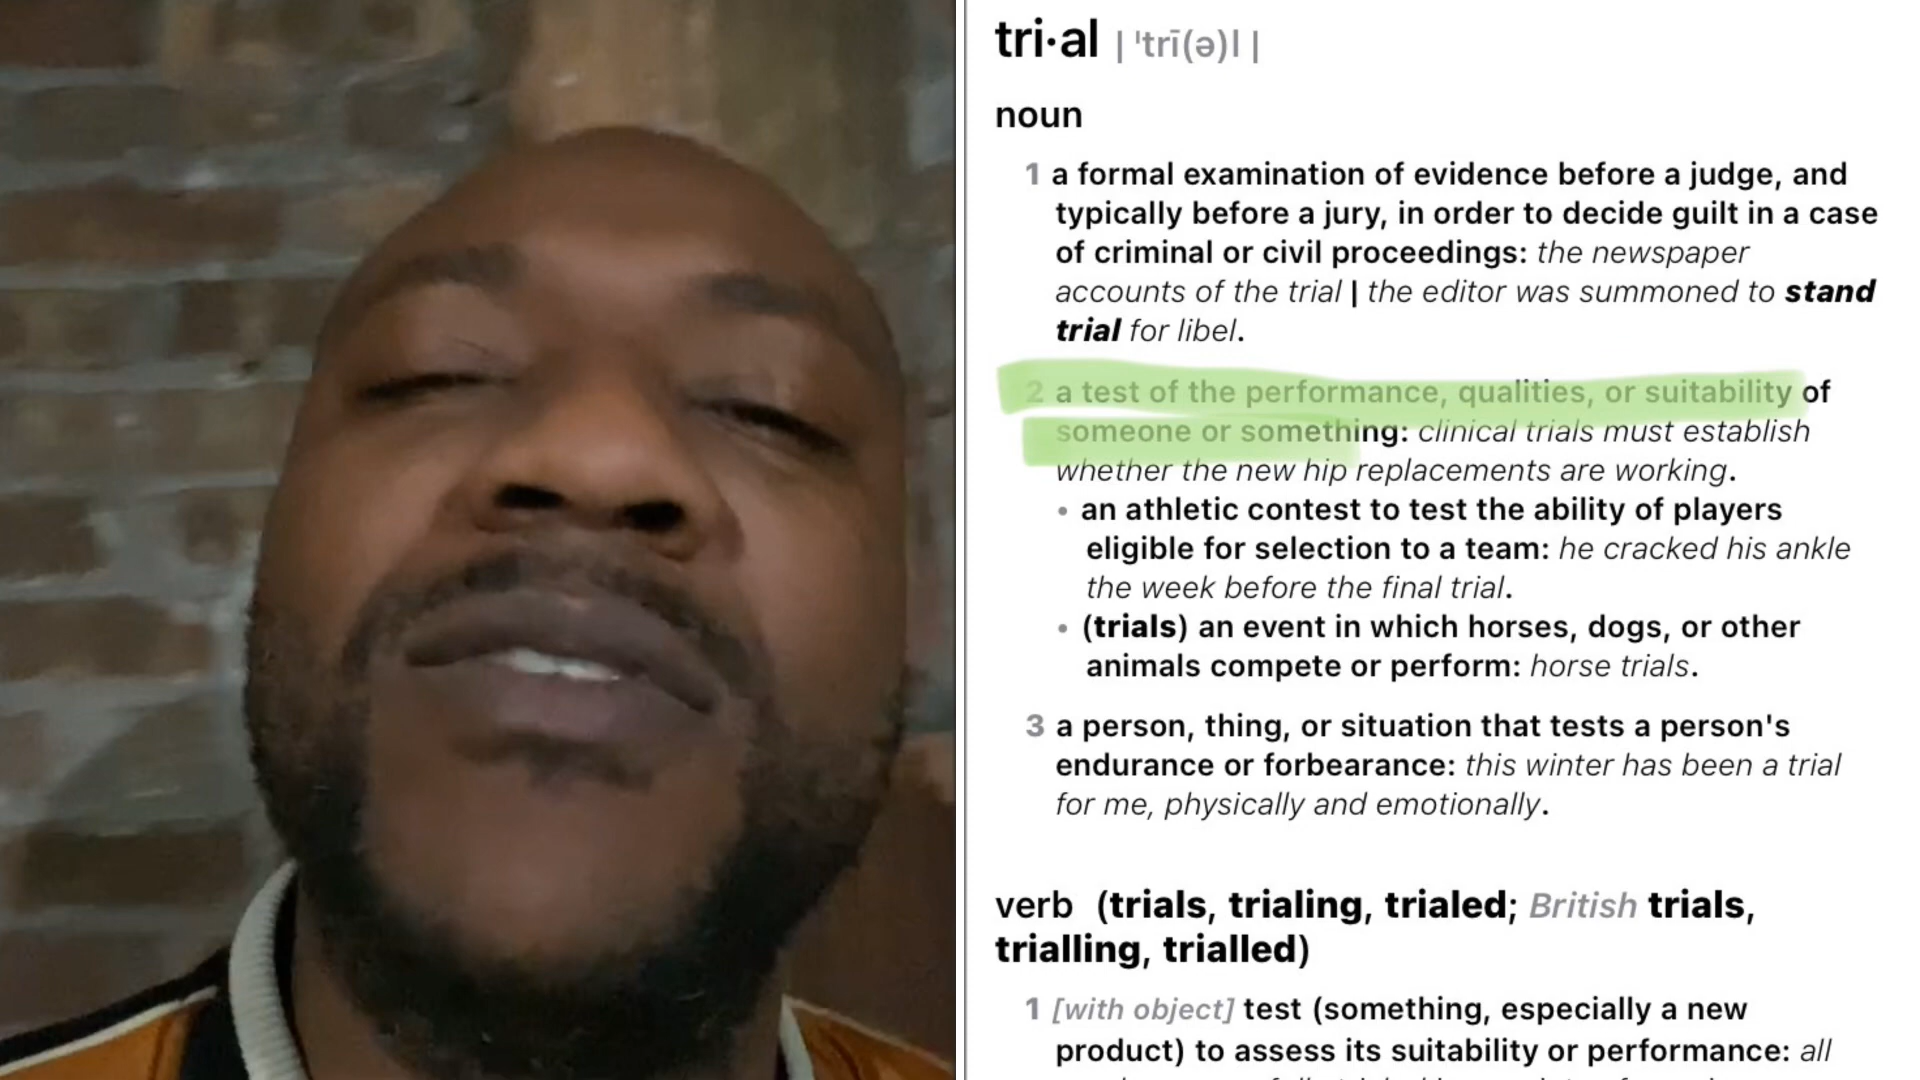 tri·al | ˈtrī(ə)l |
noun
1 a formal examination of evidence before a judge, and
typically before a jury, in order to decide guilt in a case
of criminal or civil proceedings: the newspaper
accounts of the trial | the editor was summoned to stand
trial for libel.
2 a test of the performance, qualities, or suitability of
someone or something: clinical trials must establish
whether the new hip replacements are working.
• an athletic contest to test the ability of players
eligible for selection to a team: he cracked his ankle
the week before the final trial.
• (trials) an event in which horses, dogs, or other
animals compete or perform: horse trials.
3 a person, thing, or situation that tests a person's
endurance or forbearance: this winter has been a trial
for me, physically and emotionally.
verb (trials, trialing, trialed; British trials,
trialling, trialled)
1 [with object] test (something, especially a new
product) to assess its suitability or performance: all